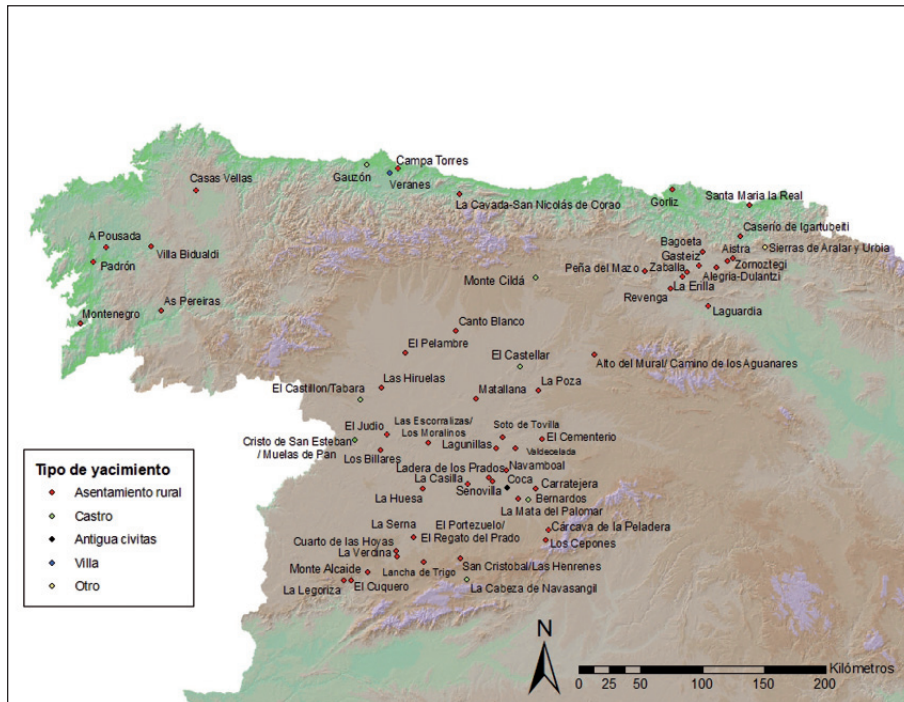 Campa Torres
Gauzón
Veranes
Casas Vellas
La Cavada-San Nicolás de Corao
Gorliz
Santa Maria la Real
Caserío de Igartubeiti
A Pousada
Villa Bidualdi
Padrón
Bagoeta
Aistra
Sierras de Aralar y Urbia
Gasteiz
Zornoztegi
Peña del Mazo
Zaballa
Alegria-Dulantzi
Monte Cildá
La Erilla
Revenga
Laguardia
As Pereiras
Montenegro
Canto Blanco
El Pelambre
El Castellar
Alto del Mural/ Camino de los Aguanares
Las Hiruelas
La Poza
Matallana
El Castillon/Tabara
El Judio
Las Escorralizas/
Los Moralinos
Soto de Tovilla
El Cementerio
Cristo de San Esteban
/ Muelas de Pan
Lagunillas
Valdecelada
Los Billares
Ladera de los Prados
Navamboal
La Casilla
Coca
Carratejera
La Huesa
Senovilla
Bernardos
La Mata del Palomar
La Serna
El Portezuelo/
El Regato del Prado
Cárcava de la Peladera
Cuarto de las Hoyas
Los Cepones
La Verdina
Monte Alcaide
Lancha de Trigo
San Cristobal/Las Henrenes
La Legoriza
El Cuquero
La Cabeza de Navasangil
Tipo de yacimiento
Asentamiento rural
Castro
Antigua civitas
Villa
Otro
N
Kilómetros
0 25 50 100 150 200